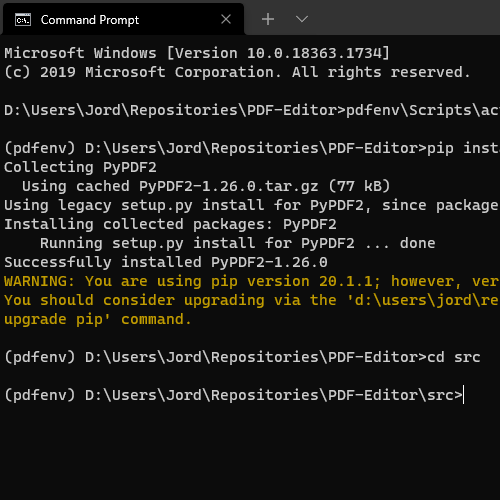 Command Prompt
Microsoft Windows [Version 10.0.18363.1734]
(c) 2019 Microsoft Corporation. All rights reserved.
D:\Users\Jord\Repositories\PDF-Editor>pdfenv\Scripts\ac
(pdfenv) D:\Users\Jord\Repositories\PDF-Editor>pip inst
Collecting PyPDF2
Using cached PyPDF2-1.26.0.tar.gz (77 kB)
Using legacy setup.py install for PyPDF2, since package
Installing collected packages: PyPDF2
Running setup.py install for PyPDF2 ... done
Successfully installed PyPDF2-1.26.0
WARNING: You are using pip version 20.1.1; however, ver
You should consider upgrading via the 'd:\users\jord\re
upgrade pip' command.
(pdfenv) D:\Users\Jord\Repositories\PDF-Editor>cd src
(pdfenv) D:\Users\Jord\Repositories\PDF-Editor\src>